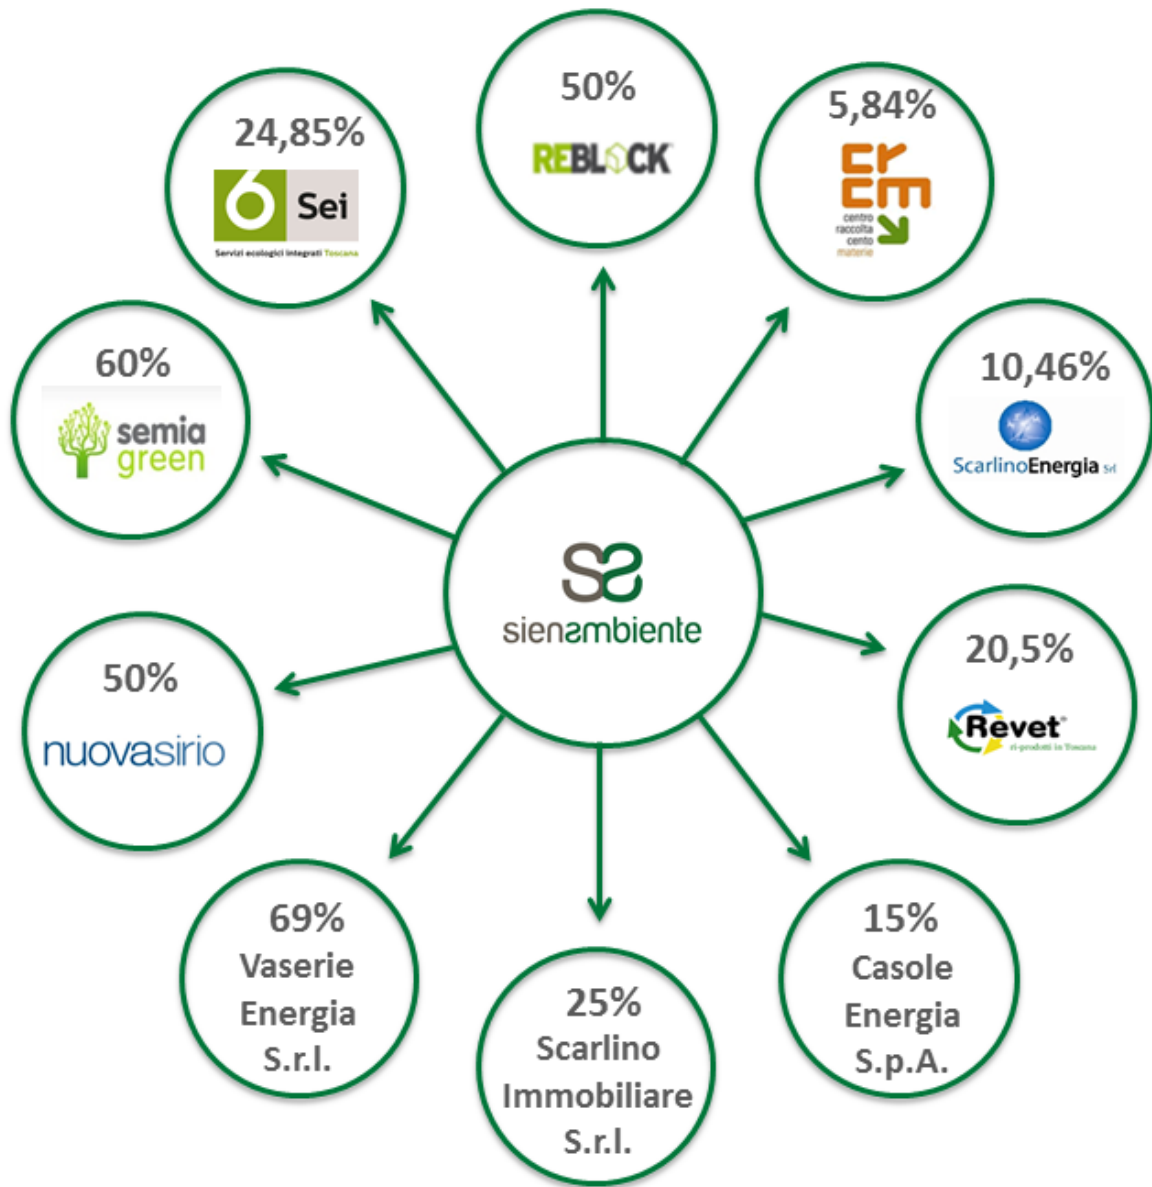 50%
REBLOCK
5,84%
crcm
centro
raccolta
cento
materie
10,46%
ScarlinoEnergia Srl
20,5%
Revet®
ri-prodotti in Toscana
15%
Casole
Energia
S.p.A.
25%
Scarlino
Immobiliare
S.r.l.
69%
Vaserie
Energia
S.r.l.
50%
nuovasirio
60%
semia
green
24,85%
6 Sei
Servizi ecologici integrati Toscana
sienambiente